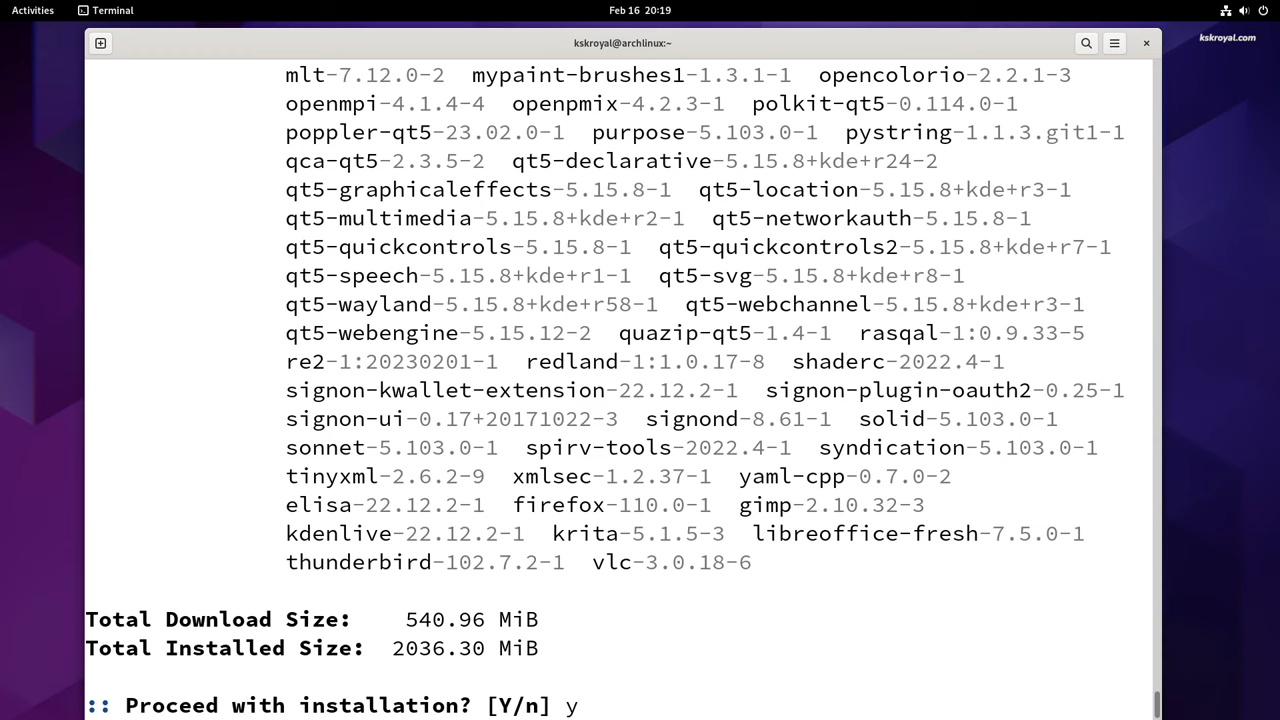 Activities Terminal Feb 16 20:19
kskroyal.com
kskroyal@archlinux:~
mlt-7.12.0-2 mypaint-brushes1-1.3.1-1 opencolorio-2.2.1-3
openmpi-4.1.4-4 openpmix-4.2.3-1 polkit-qt5-0.114.0-1
poppler-qt5-23.02.0-1 purpose-5.103.0-1 pystring-1.1.3.git1-1
qca-qt5-2.3.5-2 qt5-declarative-5.15.8+kde+r24-2
qt5-graphicaleffects-5.15.8-1 qt5-location-5.15.8+kde+r3-1
qt5-multimedia-5.15.8+kde+r2-1 qt5-networkauth-5.15.8-1
qt5-quickcontrols-5.15.8-1 qt5-quickcontrols2-5.15.8+kde+r7-1
qt5-speech-5.15.8+kde+r1-1 qt5-svg-5.15.8+kde+r8-1
qt5-wayland-5.15.8+kde+r58-1 qt5-webchannel-5.15.8+kde+r3-1
qt5-webengine-5.15.12-2 quazip-qt5-1.4-1 rasqal-1:0.9.33-5
re2-1:20230201-1 redland-1:1.0.17-8 shaderc-2022.4-1
signon-kwallet-extension-22.12.2-1 signon-plugin-oauth2-0.25-1
signon-ui-0.17+20171022-3 signond-8.61-1 solid-5.103.0-1
sonnet-5.103.0-1 spirv-tools-2022.4-1 syndication-5.103.0-1
tinyxml-2.6.2-9 xmlsec-1.2.37-1 yaml-cpp-0.7.0-2
elisa-22.12.2-1 firefox-110.0-1 gimp-2.10.32-3
kdenlive-22.12.2-1 krita-5.1.5-3 libreoffice-fresh-7.5.0-1
thunderbird-102.7.2-1 vlc-3.0.18-6
Total Download Size: 540.96 MiB
Total Installed Size: 2036.30 MiB
:: Proceed with installation? [Y/n] y